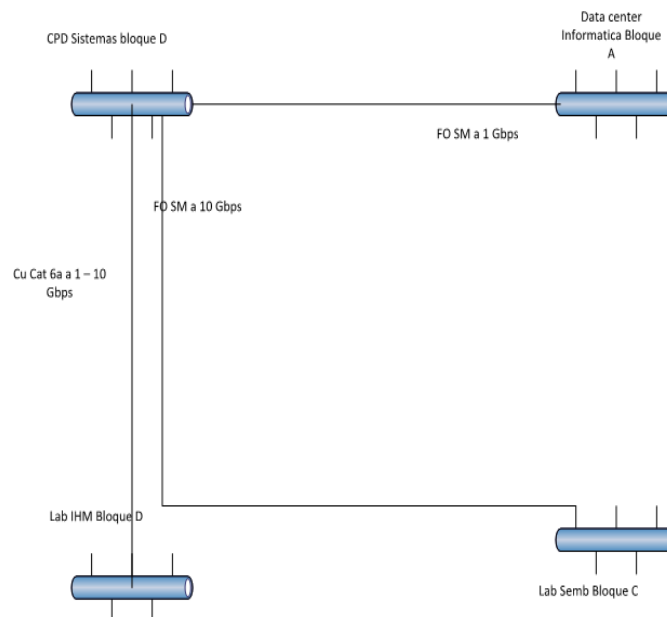 CPD Sistemas bloque D
Data center
Informatica Bloque
A
FO SM a 1 Gbps
FO SM a 10 Gbps
Cu Cat 6a a 1 – 10
Gbps
Lab IHM Bloque D
Lab Semb Bloque C